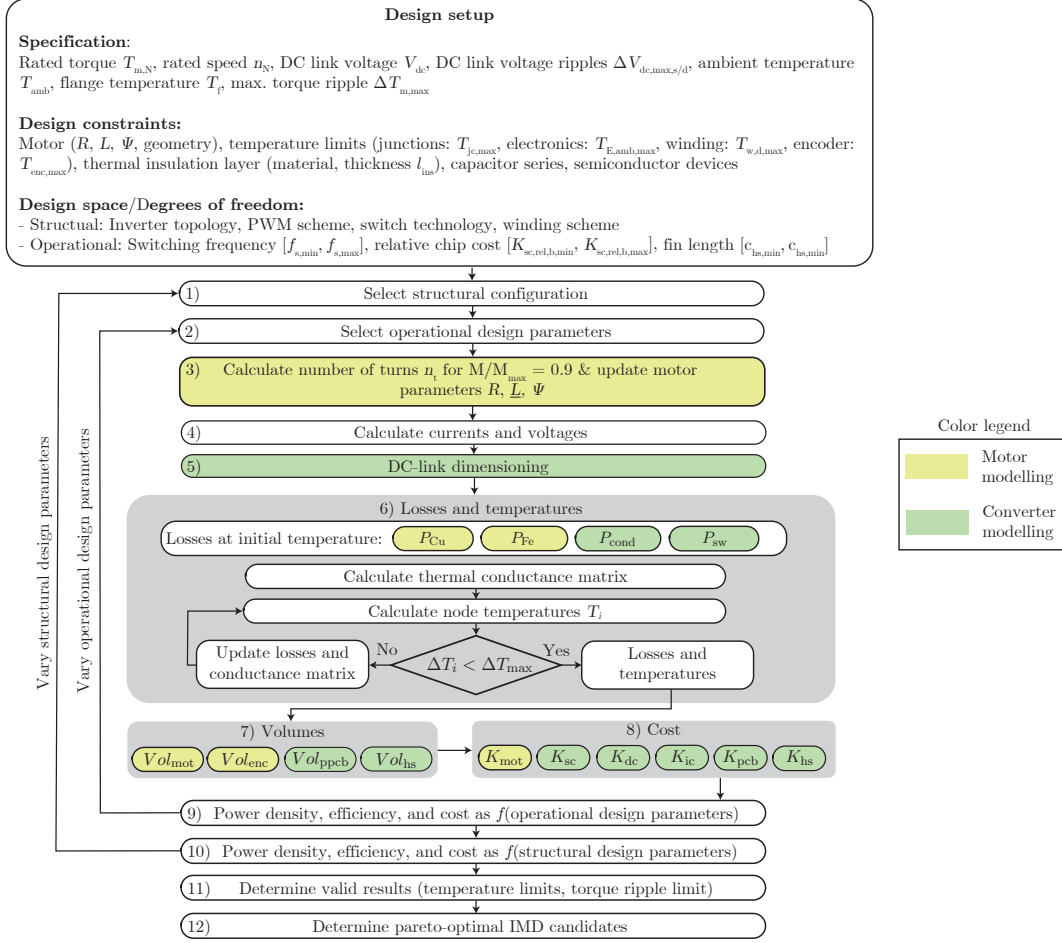 Design setup
Specification:
Rated torque T_m,N, rated speed n_N, DC link voltage V_dc, DC link voltage ripples ΔV_dc,max,s/d, ambient temperature
T_amb, flange temperature T_f, max. torque ripple ΔT_m,max
Design constraints:
Motor (R, L, Ψ, geometry), temperature limits (junctions: T_jc,max, electronics: T_E,amb,max, winding: T_w,d,max, encoder:
T_enc,max), thermal insulation layer (material, thickness l_ins), capacitor series, semiconductor devices
Design space/Degrees of freedom:
- Structual: Inverter topology, PWM scheme, switch technology, winding scheme
- Operational: Switching frequency [f_s,min, f_s,max], relative chip cost [K_sc,rel,b,min, K_sc,rel,b,max], fin length [c_hs,min, c_hs,min]
1) Select structural configuration
2) Select operational design parameters
3) Calculate number of turns n_t for M/M_max = 0.9 & update motor
parameters R, L, Ψ
4) Calculate currents and voltages
5) DC-link dimensioning
6) Losses and temperatures
Losses at initial temperature: P_Cu P_Fe P_cond P_sw
Calculate thermal conductance matrix
Calculate node temperatures T_i
No
ΔT_i < ΔT_max
Yes
Update losses and
conductance matrix
Losses and
temperatures
7) Volumes
Vol_mot Vol_enc Vol_ppcb Vol_hs
8) Cost
K_mot K_sc K_dc K_ic K_pcb K_hs
9) Power density, efficiency, and cost as f(operational design parameters)
10) Power density, efficiency, and cost as f(structural design parameters)
11) Determine valid results (temperature limits, torque ripple limit)
12) Determine pareto-optimal IMD candidates
Vary structural design parameters
Vary operational design parameters
Color legend
Motor
modelling
Converter
modelling